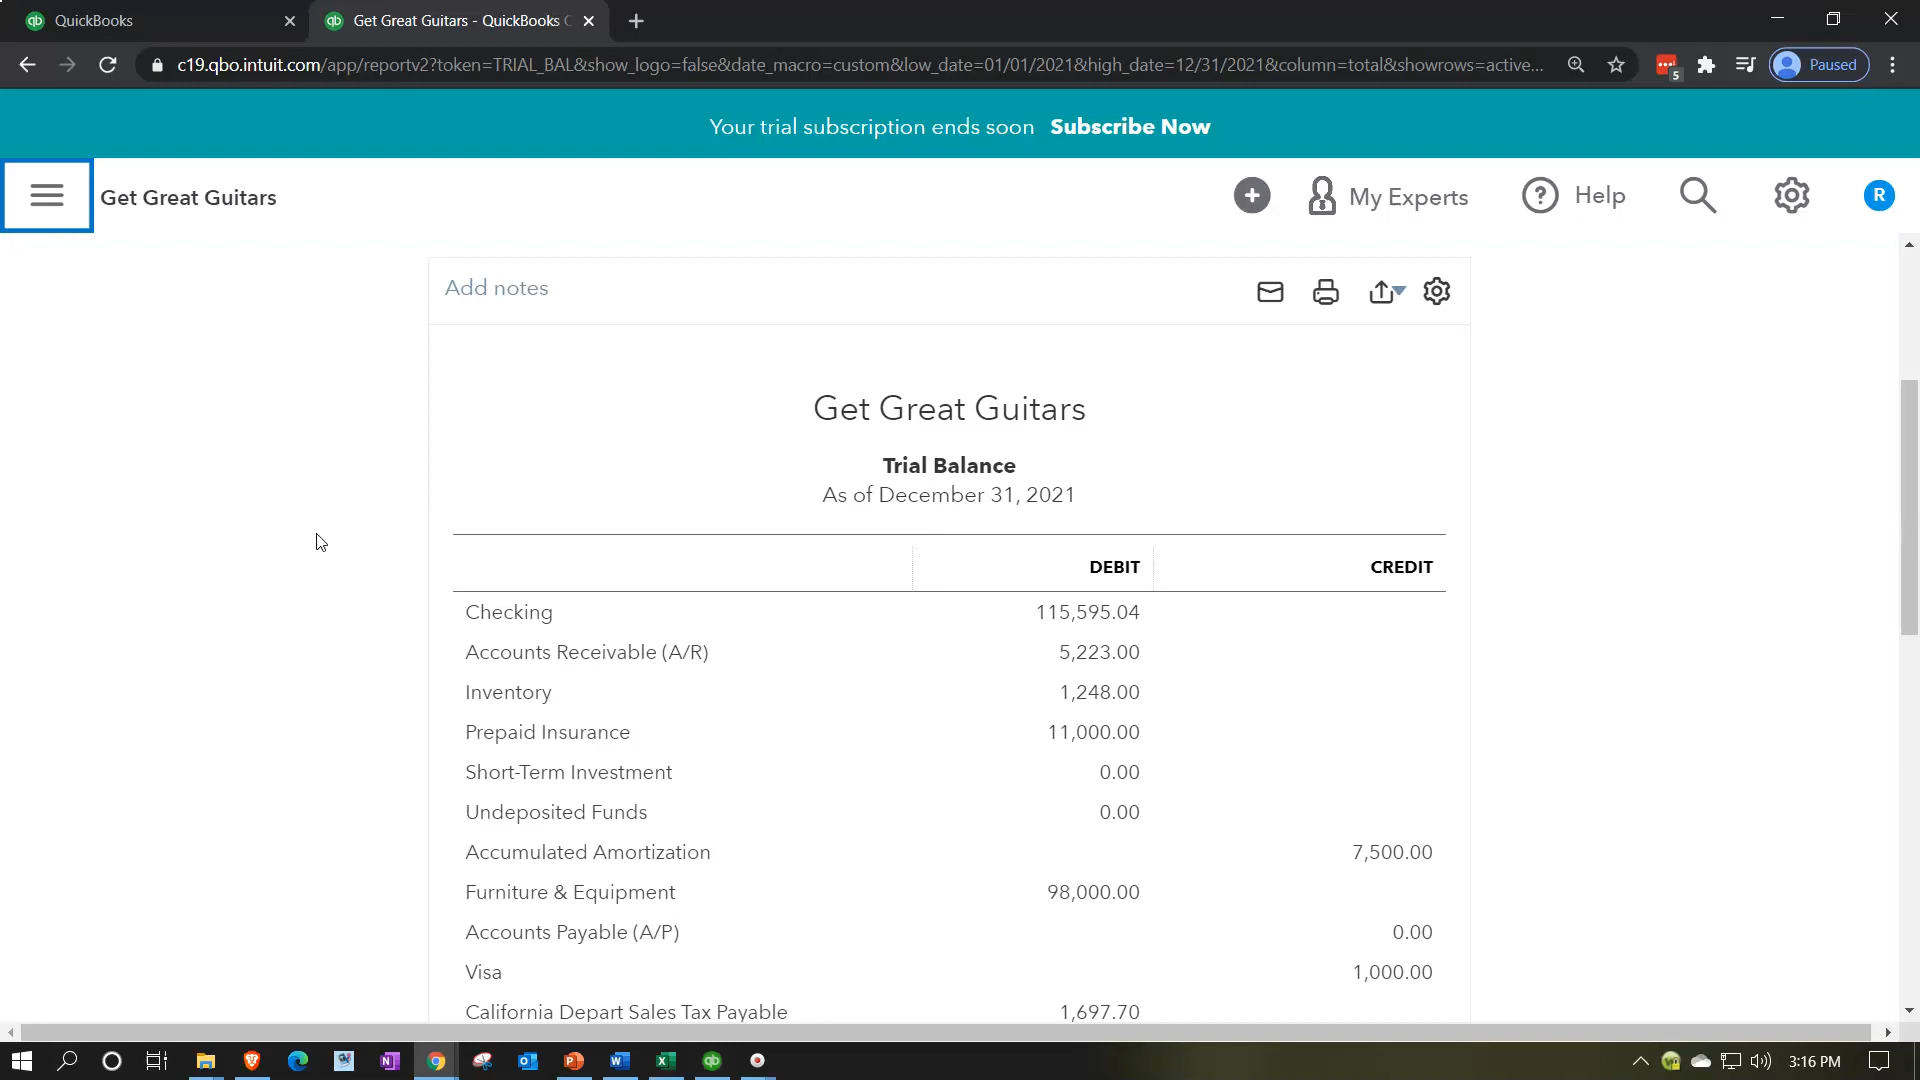 QuickBooks
Get Great Guitars - QuickBooks
c19.qbo.intuit.com/app/reportv2?token=TRIAL_BAL&show_logo=false&date_macro=custom&low_date=01/01/2021&high_date=12/31/2021&column=total&showrows=active...
5
Paused
Your trial subscription ends soon Subscribe Now
Get Great Guitars
My Experts
Help
R
Add notes
Get Great Guitars
Trial Balance
As of December 31, 2021
DEBIT CREDIT
Checking 115,595.04
Accounts Receivable (A/R) 5,223.00
Inventory 1,248.00
Prepaid Insurance 11,000.00
Short-Term Investment 0.00
Undeposited Funds 0.00
Accumulated Amortization 7,500.00
Furniture & Equipment 98,000.00
Accounts Payable (A/P) 0.00
Visa 1,000.00
California Depart Sales Tax Payable 1,697.70
3:16 PM